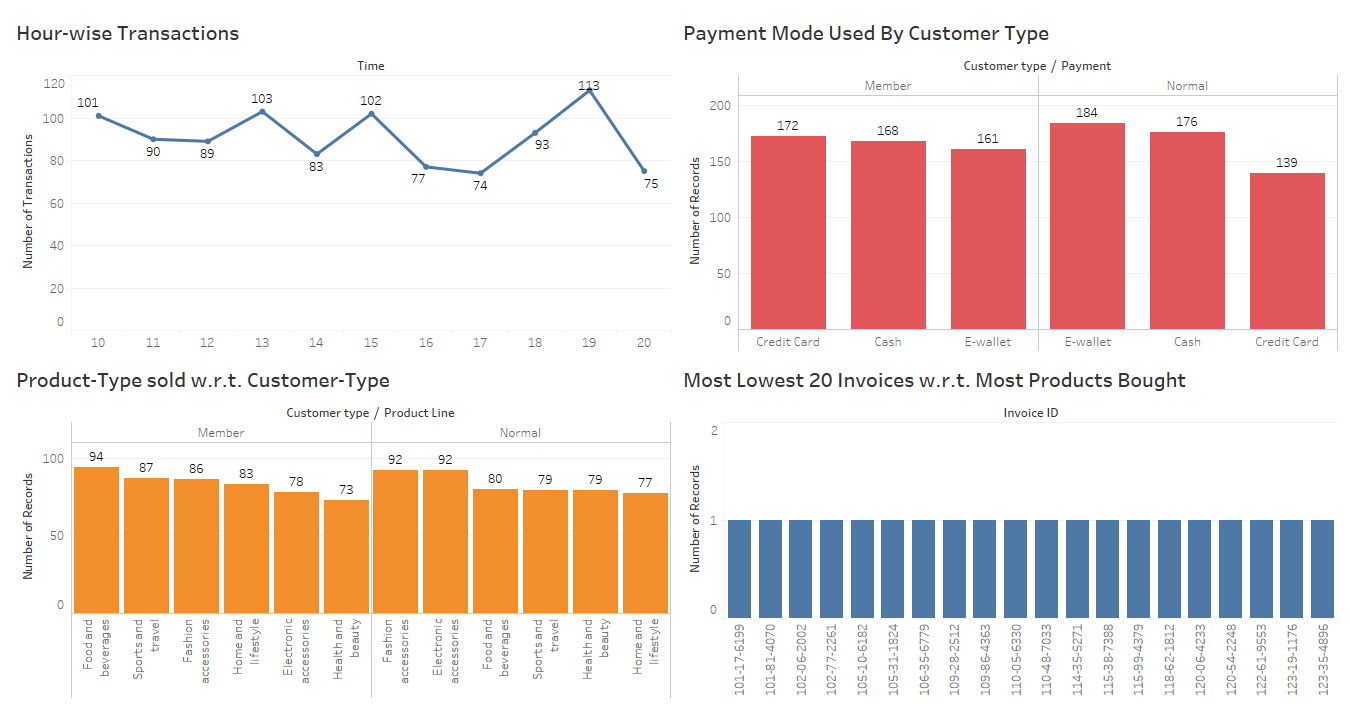 Hour-wise Transactions
Time
Number of Transactions
120
100
80
60
40
20
0
101
90
89
103
83
102
77
74
93
113
75
10 11 12 13 14 15 16 17 18 19 20
Payment Mode Used By Customer Type
Customer type / Payment
Member Normal
Number of Records
200
150
100
50
0
172 168 161 184 176 139
Credit Card Cash E-wallet E-wallet Cash Credit Card
Product-Type sold w.r.t. Customer-Type
Customer type / Product Line
Member Normal
Number of Records
100
50
0
94 87 86 83 78 73 92 92 80 79 79 77
Food and
beverages
Sports and
travel
Fashion
accessories
Home and
lifestyle
Electronic
accessories
Health and
beauty
Fashion
accessories
Electronic
accessories
Food and
beverages
Sports and
travel
Health and
beauty
Home and
lifestyle
Most Lowest 20 Invoices w.r.t. Most Products Bought
Invoice ID
Number of Records
2
1
0
101-17-6199
101-81-4070
102-06-2002
102-77-2261
105-10-6182
105-31-1824
106-35-6779
109-28-2512
109-86-4363
110-05-6330
110-48-7033
114-35-5271
115-38-7388
115-99-4379
118-62-1812
120-06-4233
120-54-2248
122-61-9553
123-19-1176
123-35-4896